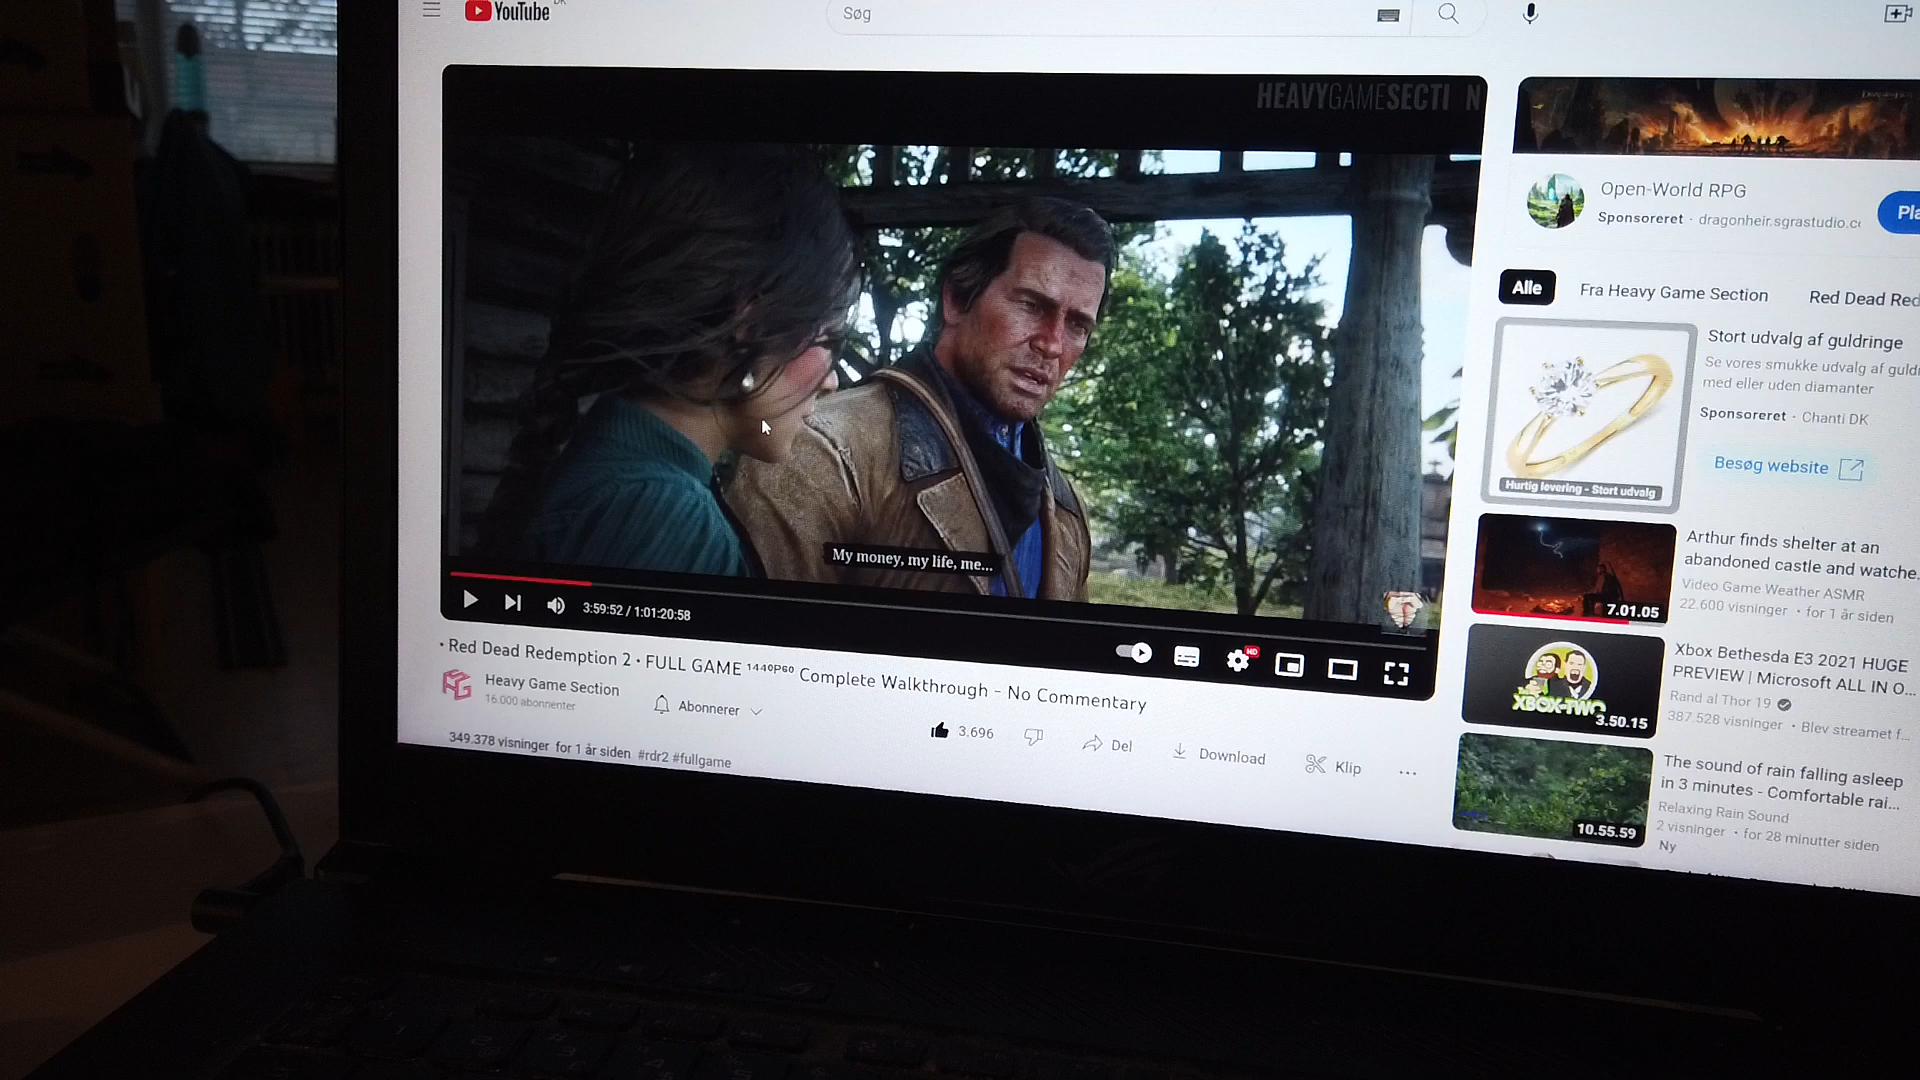 YouTube DK
Søg
HEAVYGAMESECTI N
My money, my life, me...
3:59:52 / 1:01:20:58
HD
• Red Dead Redemption 2 • FULL GAME ¹⁴⁴⁰ᴾ⁶⁰ Complete Walkthrough - No Commentary
Heavy Game Section
16.000 abonnenter
Abonnerer
3.696
Del
Download
Klip
349.378 visninger for 1 år siden #rdr2 #fullgame
Open-World RPG
Sponsoreret · dragonheir.sgrastudio.c
Pla
Alle
Fra Heavy Game Section
Red Dead Red
Stort udvalg af guldringe
Se vores smukke udvalg af guldri
med eller uden diamanter
Sponsoreret · Chanti DK
Besøg website
Hurtig levering - Stort udvalg
Arthur finds shelter at an
abandoned castle and watche...
Video Game Weather ASMR
22.600 visninger · for 1 år siden
7.01.05
Xbox Bethesda E3 2021 HUGE
PREVIEW | Microsoft ALL IN O...
Rand al Thor 19
387.528 visninger · Blev streamet f...
XBOX-TWO
3.50.15
The sound of rain falling asleep
in 3 minutes - Comfortable rai...
Relaxing Rain Sound
2 visninger · for 28 minutter siden
Ny
10.55.59